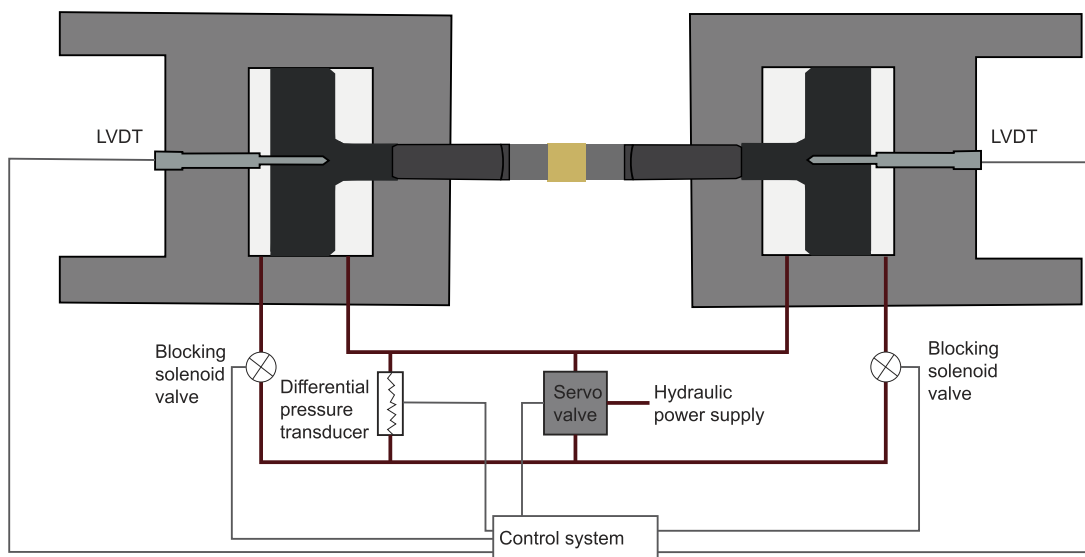 LVDT
LVDT
Blocking
solenoid
valve
Differential
pressure
transducer
Servo
valve
Hydraulic
power supply
Blocking
solenoid
valve
Control system